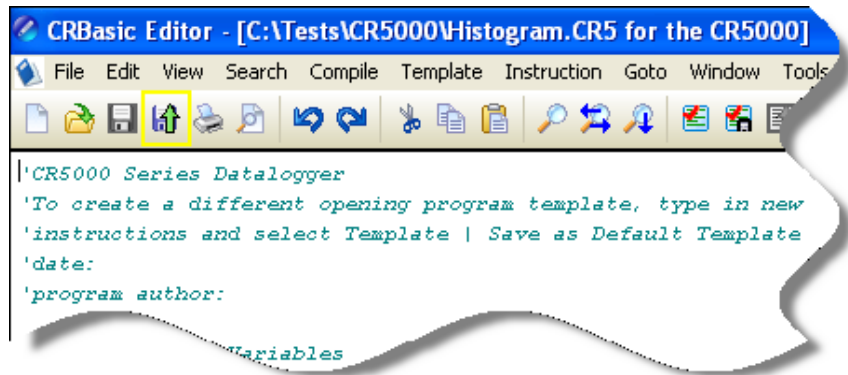 CRBasic Editor - [C:\Tests\CR5000\Histogram.CR5 for the CR5000]
File Edit View Search Compile Template Instruction Goto Window Tools
'CR5000 Series Datalogger
'To create a different opening program template, type in new
'instructions and select Template | Save as Default Template
'date:
'program author:
Variables